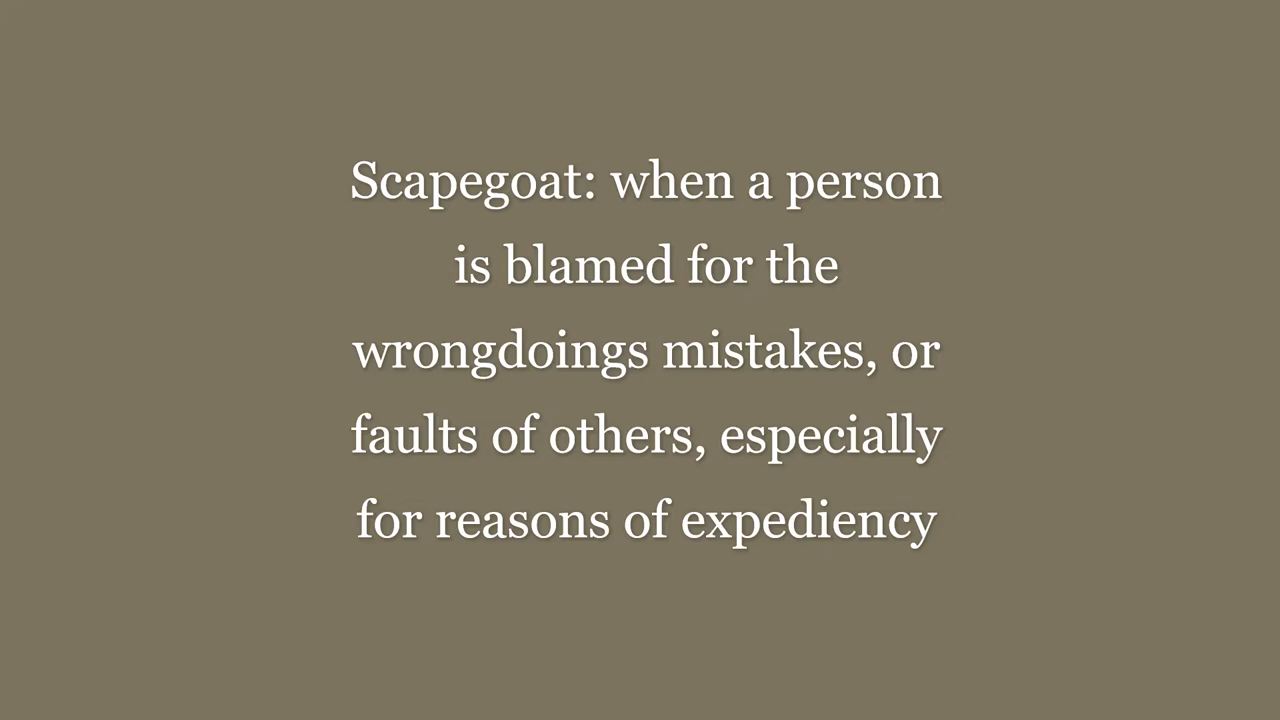 Scapegoat: when a person
is blamed for the
wrongdoings mistakes, or
faults of others, especially
for reasons of expediency